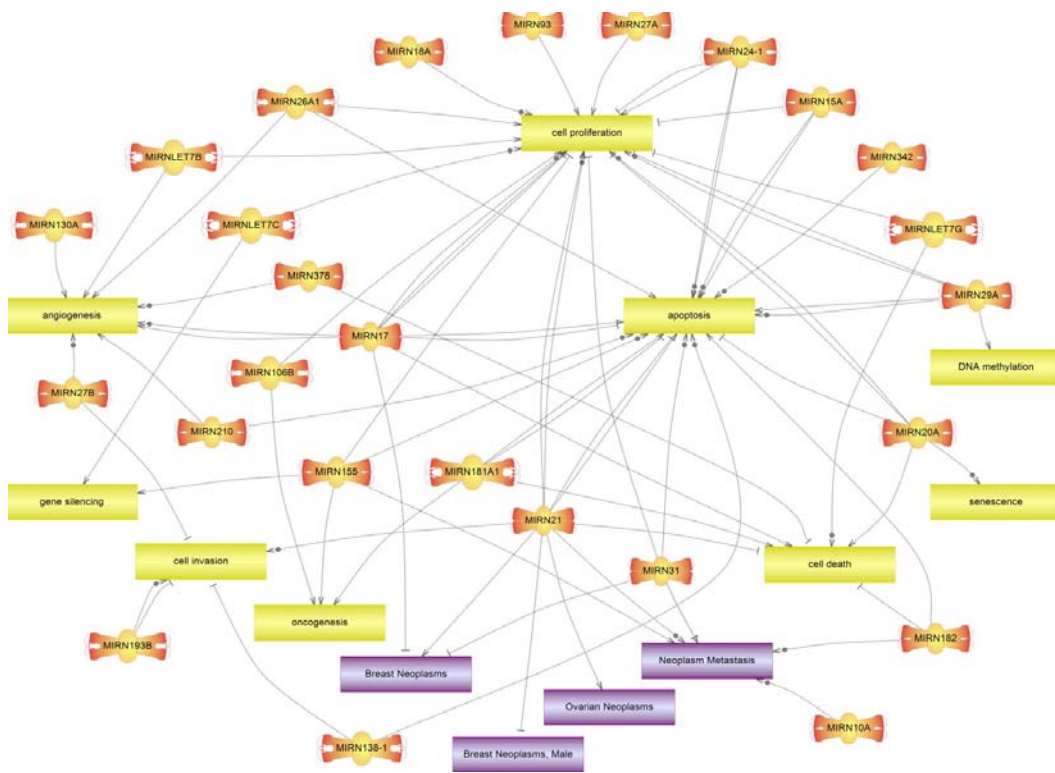 MIRN93
MIRN27A
MIRN18A
MIRN24-1
MIRN26A1
MIRN15A
cell proliferation
MIRNLET7B
MIRN342
MIRN130A
MIRNLET7C
MIRNLET7G
MIRN378
MIRN29A
angiogenesis
apoptosis
MIRN17
DNA methylation
MIRN106B
MIRN27B
MIRN210
MIRN20A
MIRN155
MIRN181A1
gene silencing
senescence
MIRN21
cell invasion
cell death
MIRN31
oncogenesis
MIRN193B
MIRN182
Breast Neoplasms
Neoplasm Metastasis
Ovarian Neoplasms
MIRN10A
MIRN138-1
Breast Neoplasms, Male